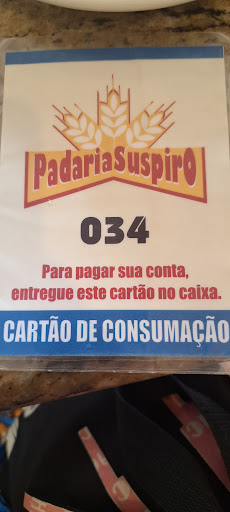 PadariaSuspirO
034
Para pagar sua conta,
entregue este cartão no caixa.
CARTÃO DE CONSUMAÇÃO